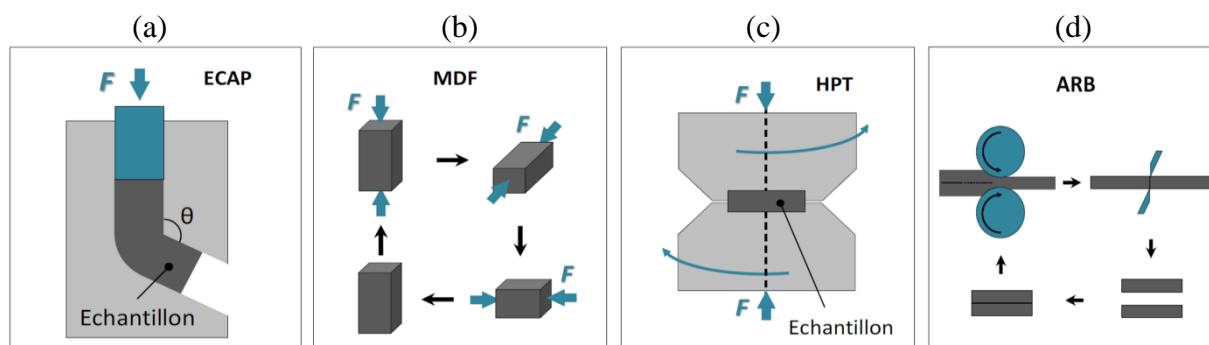 (a)
ECAP
F
θ
Echantillon
(b)
MDF
F
F
F
(c)
HPT
F
F
Echantillon
(d)
ARB